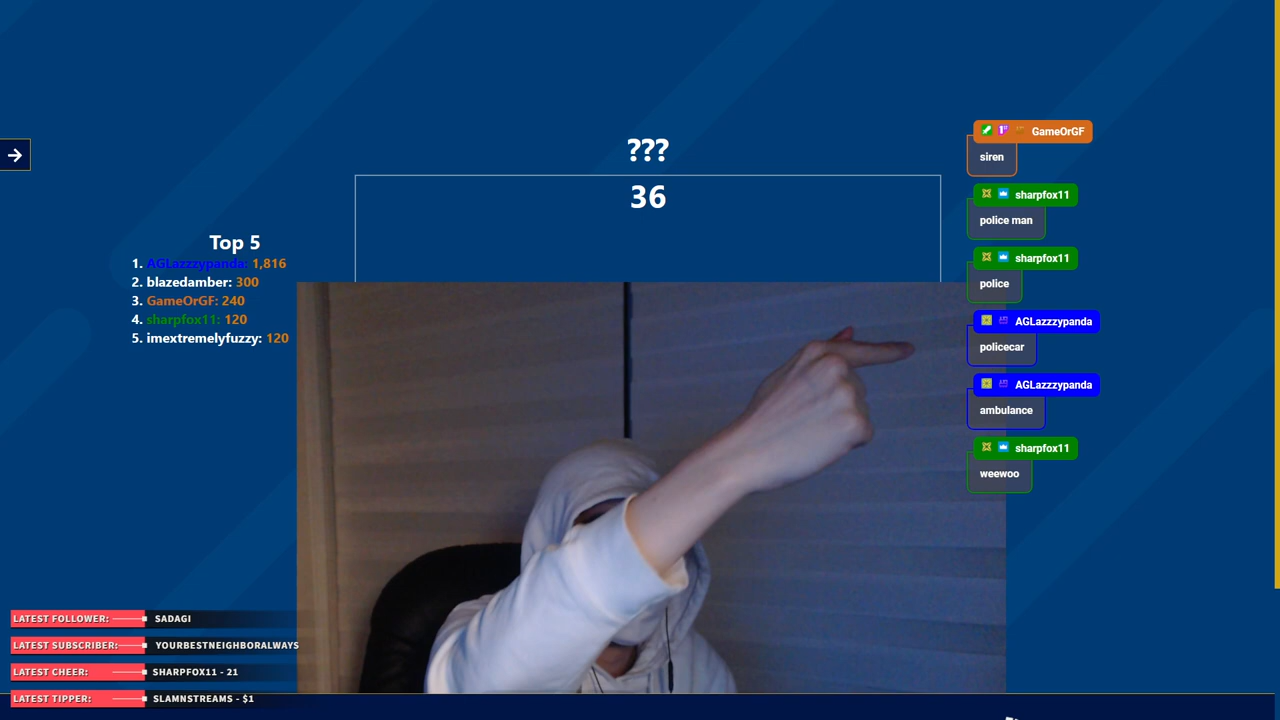 ???
36
Top 5
1. AGLazzzypanda: 1,816
2. blazedamber: 300
3. GameOrGF: 240
4. sharpfox11: 120
5. imextremelyfuzzy: 120
GameOrGF
siren
sharpfox11
police man
sharpfox11
police
AGLazzzypanda
policecar
AGLazzzypanda
ambulance
sharpfox11
weewoo
LATEST FOLLOWER: SADAGI
LATEST SUBSCRIBER: YOURBESTNEIGHBORALWAYS
LATEST CHEER: SHARPFOX11 - 21
LATEST TIPPER: SLAMNSTREAMS - $1